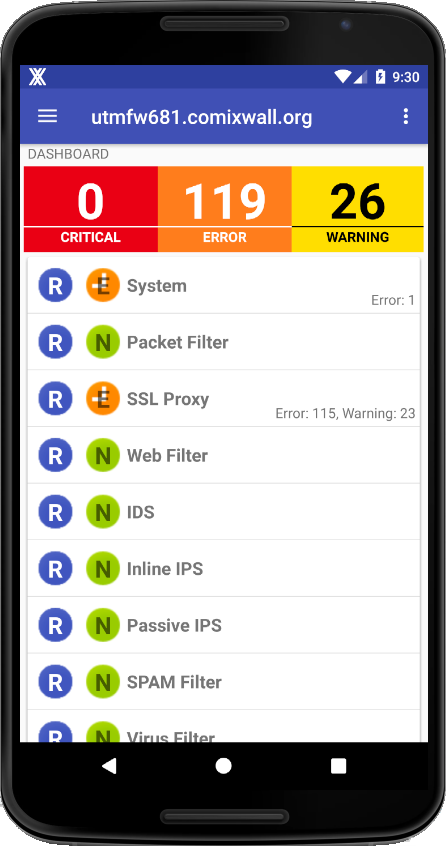 9:30
utmfw681.comixwall.org
DASHBOARD
0 119 26
CRITICAL ERROR WARNING
R E System
Error: 1
R N Packet Filter
R E SSL Proxy
Error: 115, Warning: 23
R N Web Filter
R N IDS
R N Inline IPS
R N Passive IPS
R N SPAM Filter
R N Virus Filter